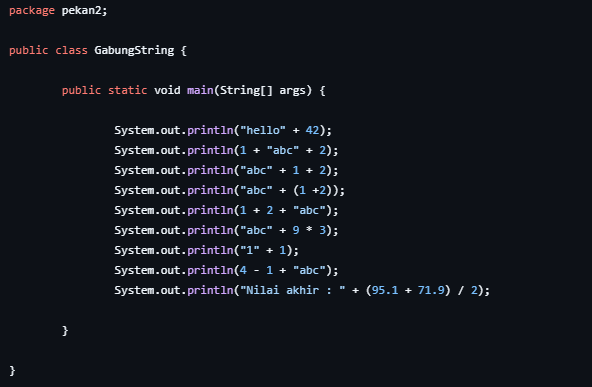 package pekan2;
public class GabungString {
public static void main(String[] args) {
System.out.println("hello" + 42);
System.out.println(1 + "abc" + 2);
System.out.println("abc" + 1 + 2);
System.out.println("abc" + (1 +2));
System.out.println(1 + 2 + "abc");
System.out.println("abc" + 9 * 3);
System.out.println("1" + 1);
System.out.println(4 - 1 + "abc");
System.out.println("Nilai akhir : " + (95.1 + 71.9) / 2);
}
}